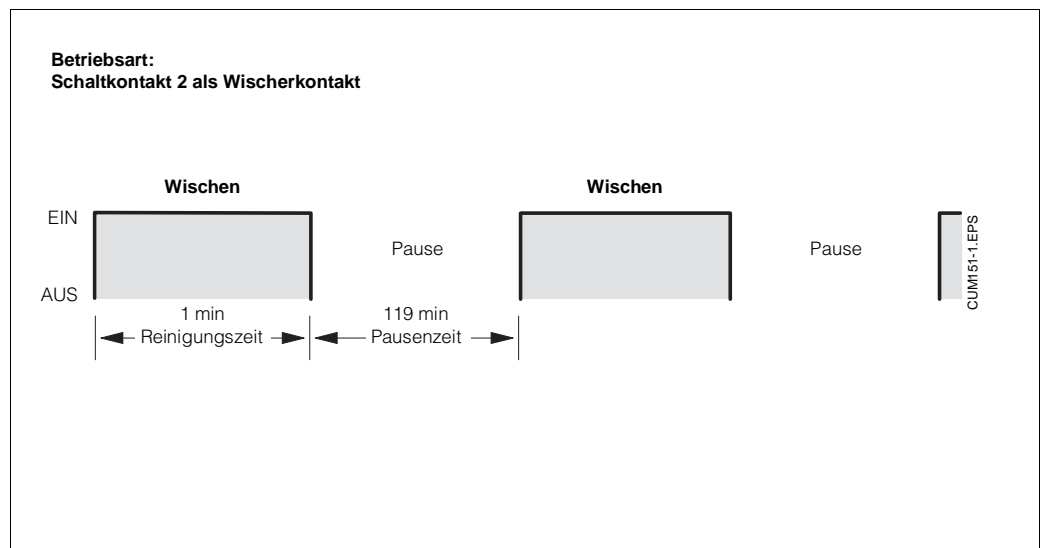 Betriebsart:
Schaltkontakt 2 als Wischerkontakt
Wischen
Wischen
EIN
Pause
Pause
AUS
1 min
119 min
Reinigungszeit
Pausenzeit
CUM151-1.EPS